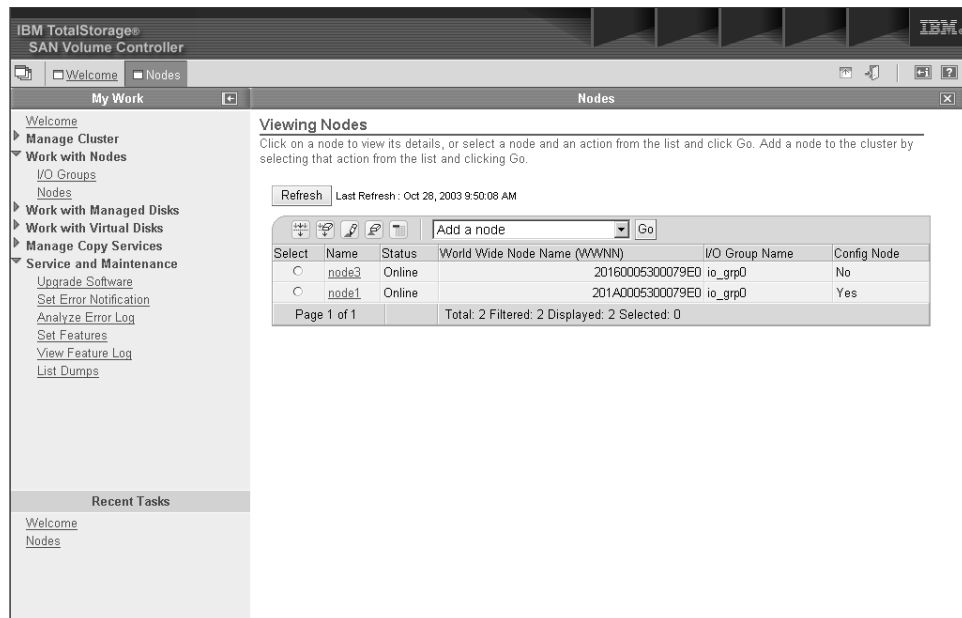 IBM TotalStorage®
SAN Volume Controller
IBM.
Welcome
Nodes
My Work
Nodes
Welcome
Manage Cluster
Work with Nodes
I/O Groups
Nodes
Work with Managed Disks
Work with Virtual Disks
Manage Copy Services
Service and Maintenance
Upgrade Software
Set Error Notification
Analyze Error Log
Set Features
View Feature Log
List Dumps
Recent Tasks
Welcome
Nodes
Viewing Nodes
Click on a node to view its details, or select a node and an action from the list and click Go. Add a node to the cluster by
selecting that action from the list and clicking Go.
Refresh Last Refresh : Oct 28, 2003 9:50:08 AM
Add a node Go
Select Name Status World Wide Node Name (WWNN) I/O Group Name Config Node
node3 Online 20160005300079E0 io_grp0 No
node1 Online 201A0005300079E0 io_grp0 Yes
Page 1 of 1 Total: 2 Filtered: 2 Displayed: 2 Selected: 0